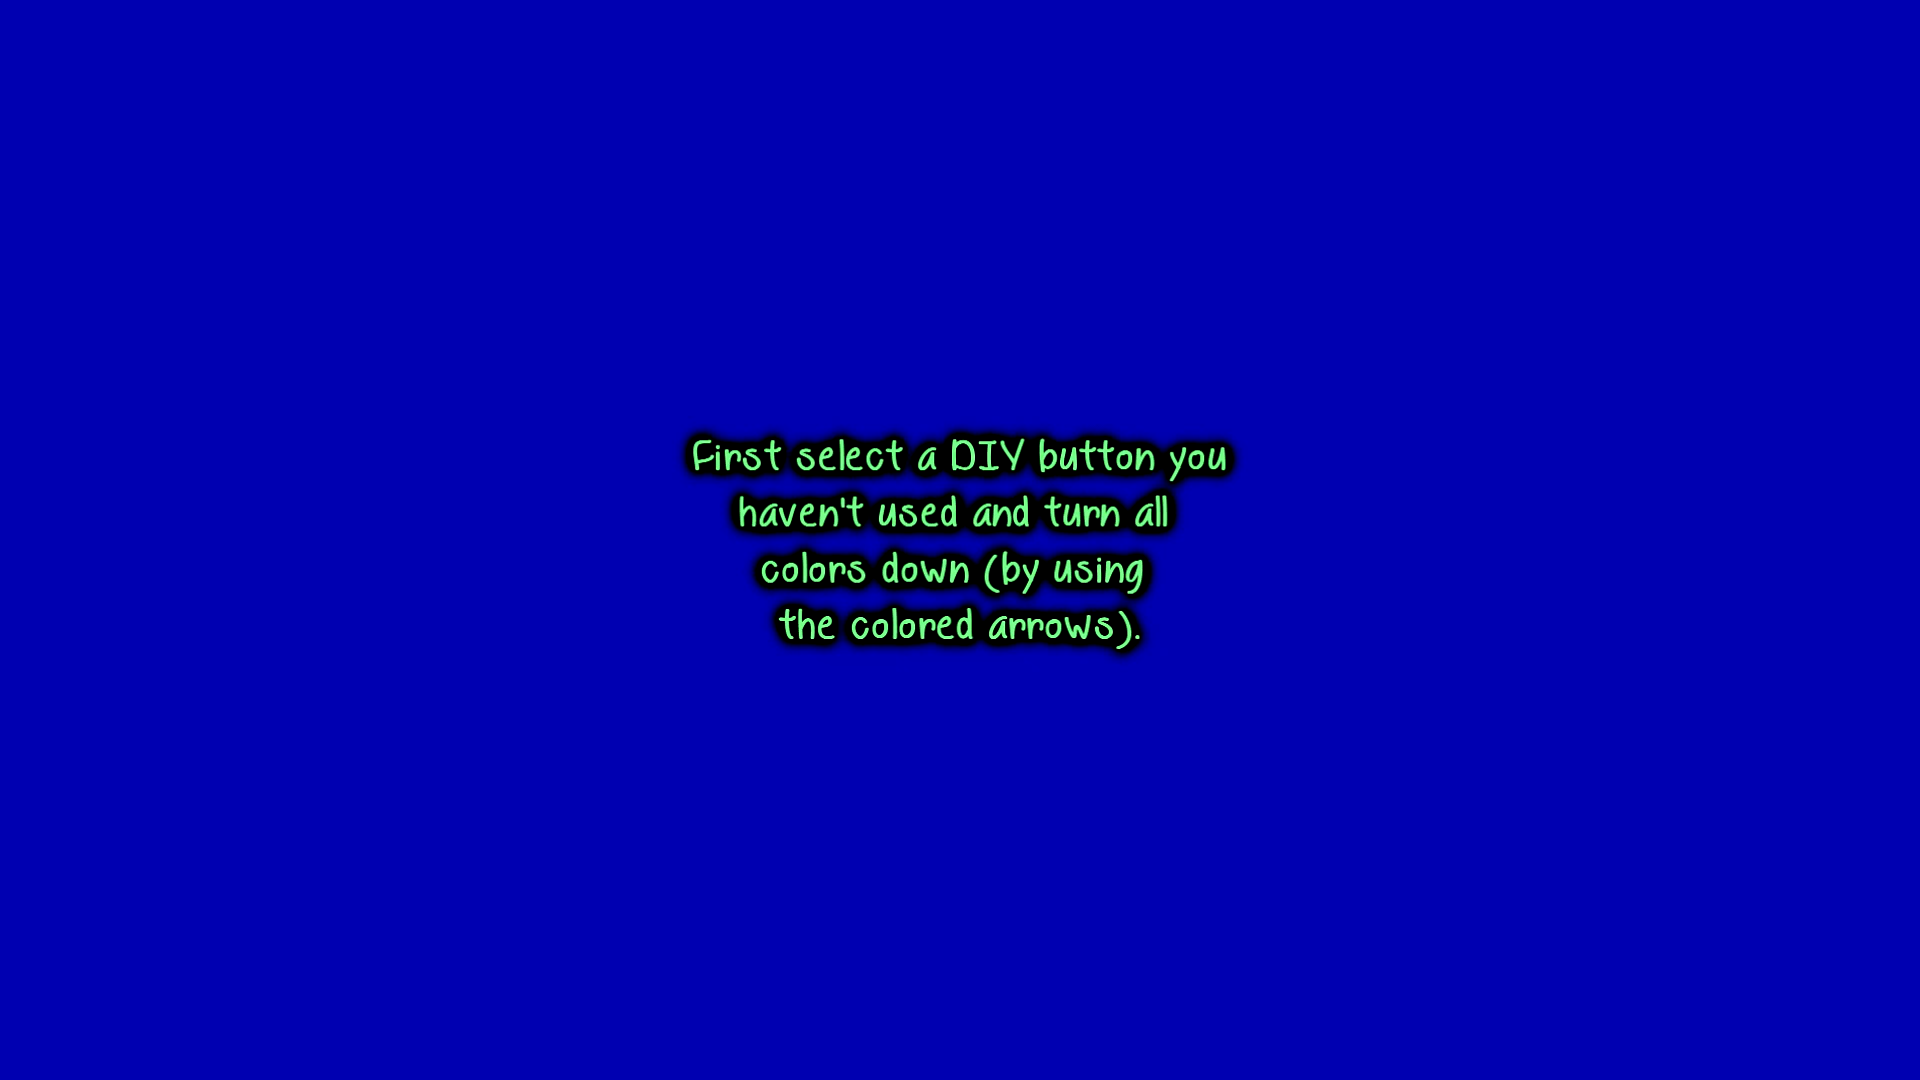 First select a DIY button you
haven't used and turn all
colors down (by using
the colored arrows).